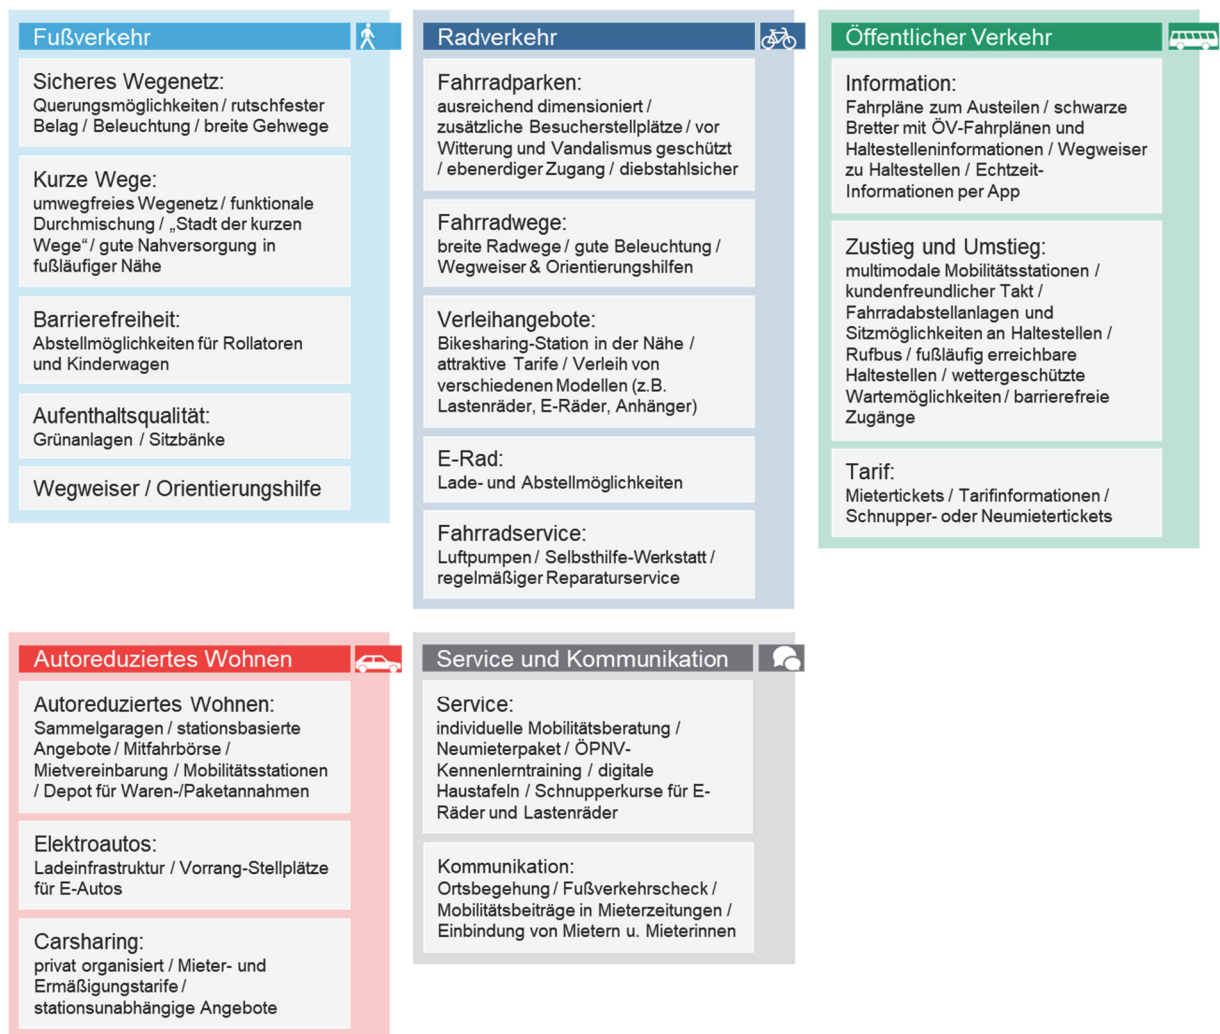 Fußverkehr
Sicheres Wegenetz:
Querungsmöglichkeiten / rutschfester
Belag / Beleuchtung / breite Gehwege
Kurze Wege:
umwegfreies Wegenetz / funktionale
Durchmischung / „Stadt der kurzen
Wege“ / gute Nahversorgung in
fußläufiger Nähe
Barrierefreiheit:
Abstellmöglichkeiten für Rollatoren
und Kinderwagen
Aufenthaltsqualität:
Grünanlagen / Sitzbänke
Wegweiser / Orientierungshilfe
Radverkehr
Fahrradparken:
ausreichend dimensioniert /
zusätzliche Besucherstellplätze / vor
Witterung und Vandalismus geschützt
/ ebenerdiger Zugang / diebstahlsicher
Fahrradwege:
breite Radwege / gute Beleuchtung /
Wegweiser & Orientierungshilfen
Verleihangebote:
Bikesharing-Station in der Nähe /
attraktive Tarife / Verleih von
verschiedenen Modellen (z.B.
Lastenräder, E-Räder, Anhänger)
E-Rad:
Lade- und Abstellmöglichkeiten
Fahrradservice:
Luftpumpen / Selbsthilfe-Werkstatt /
regelmäßiger Reparaturservice
Öffentlicher Verkehr
Information:
Fahrpläne zum Austeilen / schwarze
Bretter mit ÖV-Fahrplänen und
Haltestelleninformationen / Wegweiser
zu Haltestellen / Echtzeit-
Informationen per App
Zustieg und Umstieg:
multimodale Mobilitätsstationen /
kundenfreundlicher Takt /
Fahrradabstellanlagen und
Sitzmöglichkeiten an Haltestellen /
Rufbus / fußläufig erreichbare
Haltestellen / wettergeschützte
Wartemöglichkeiten / barrierefreie
Zugänge
Tarif:
Mietertickets / Tarifinformationen /
Schnupper- oder Neumietertickets
Autoreduziertes Wohnen
Autoreduziertes Wohnen:
Sammelgaragen / stationsbasierte
Angebote / Mitfahrbörse /
Mietvereinbarung / Mobilitätsstationen
/ Depot für Waren-/Paketannahmen
Elektroautos:
Ladeinfrastruktur / Vorrang-Stellplätze
für E-Autos
Carsharing:
privat organisiert / Mieter- und
Ermäßigungstarife /
stationsunabhängige Angebote
Service und Kommunikation
Service:
individuelle Mobilitätsberatung /
Neumieterpaket / ÖPNV-
Kennenlerntraining / digitale
Haustafeln / Schnupperkurse für E-
Räder und Lastenräder
Kommunikation:
Ortsbegehung / Fußverkehrscheck /
Mobilitätsbeiträge in Mieterzeitungen /
Einbindung von Mietern u. Mieterinnen